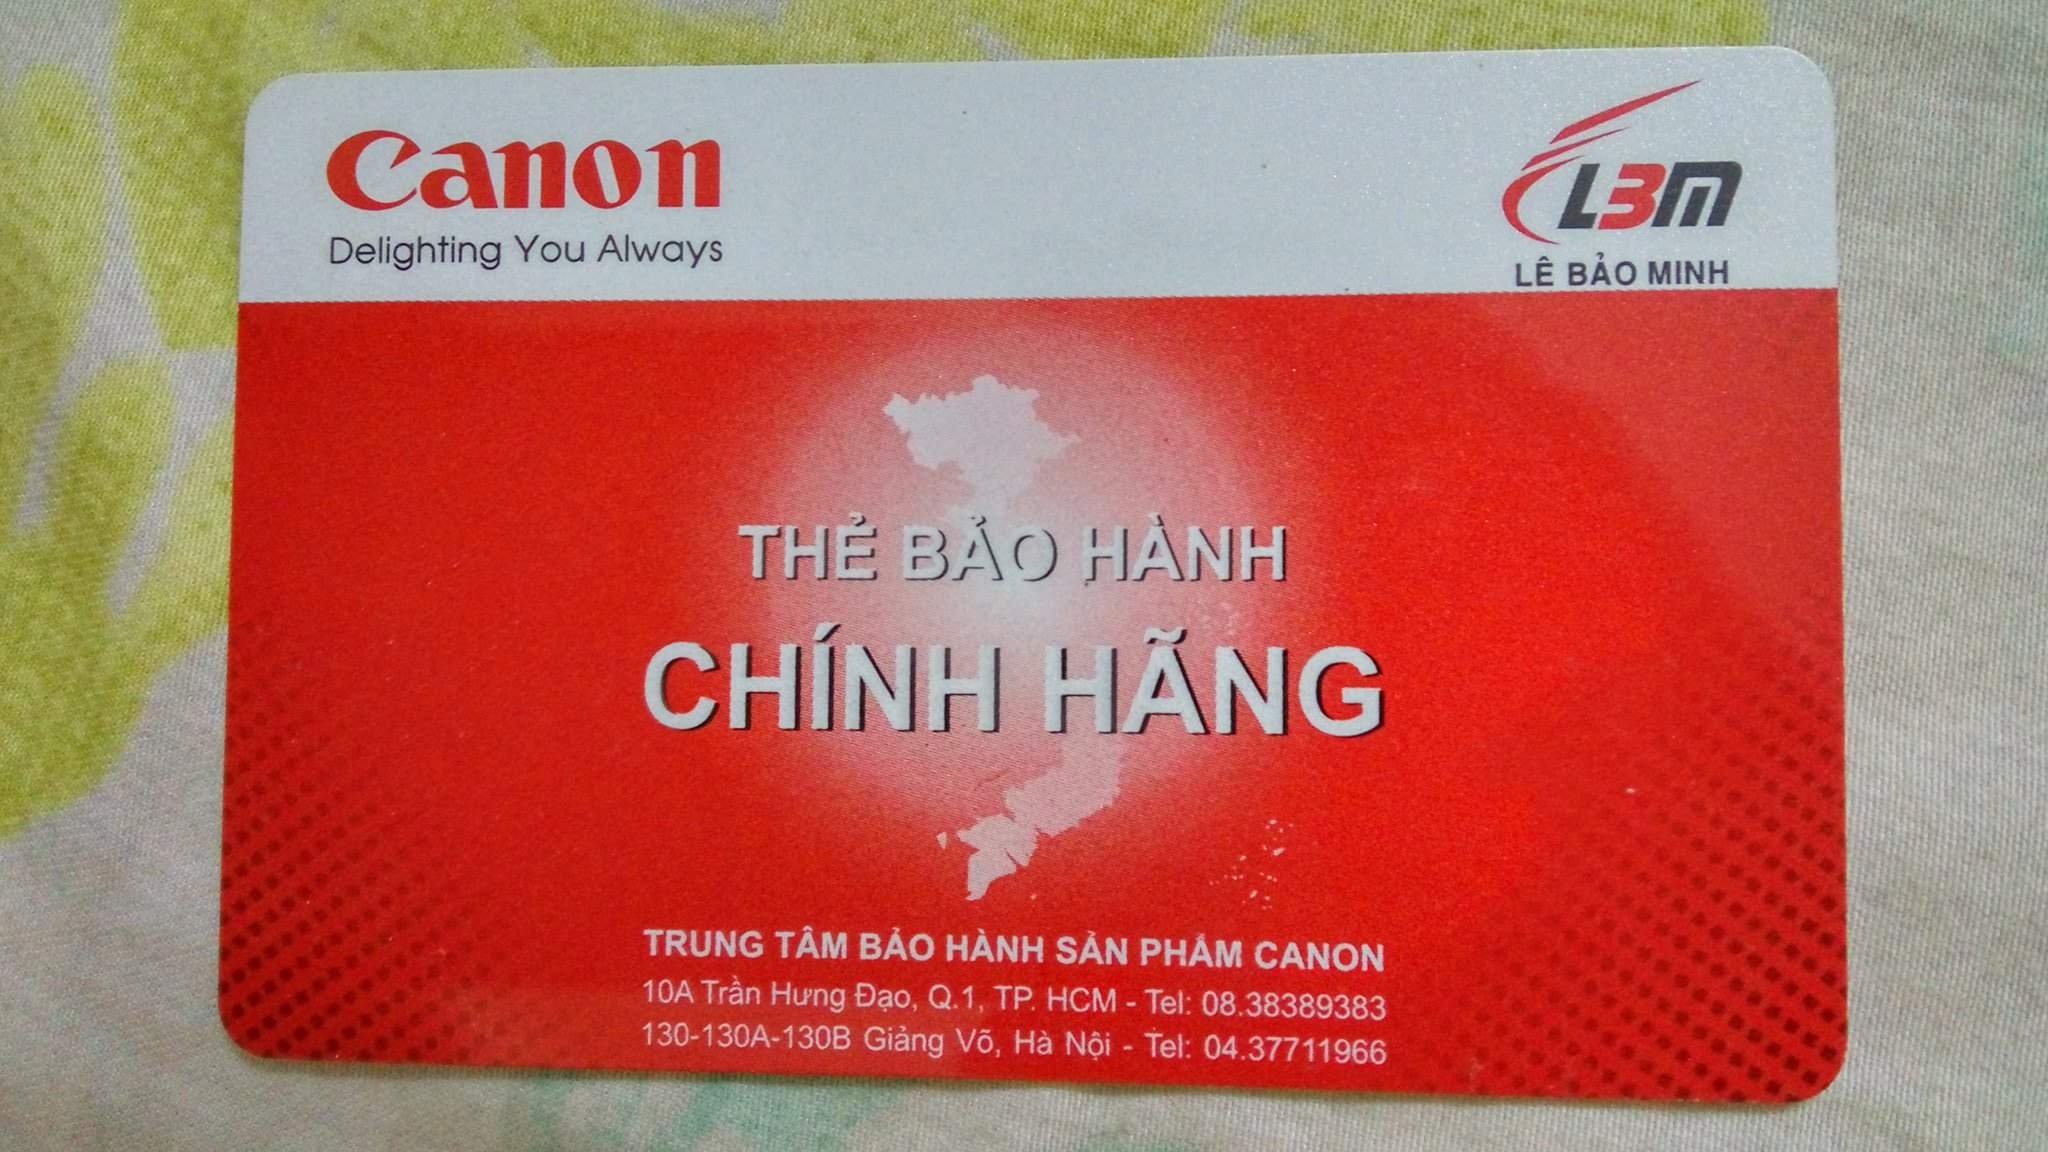 Canon
Delighting You Always
LBM
LÊ BẢO MINH
THẺ BẢO HÀNH
CHÍNH HÃNG
TRUNG TÂM BẢO HÀNH SẢN PHẨM CANON
10A Trần Hưng Đạo, Q.1, TP. HCM - Tel: 08.38389383
130-130A-130B Giảng Võ, Hà Nội - Tel: 04.37711966